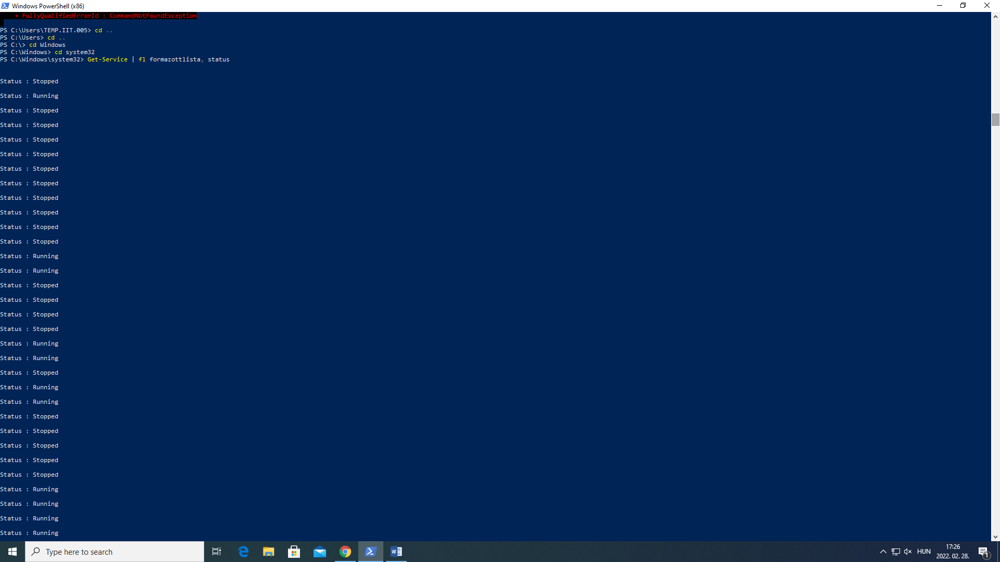 Windows PowerShell (x86)
+ FullyQualifiedErrorId : CommandNotFoundException
PS C:\Users\TEMP.IIT.005> cd ..
PS C:\Users> cd ..
PS C:\> cd Windows
PS C:\Windows> cd system32
PS C:\Windows\system32> Get-Service | fl formazottlista, status
Status : Stopped
Status : Running
Status : Stopped
Status : Stopped
Status : Stopped
Status : Stopped
Status : Stopped
Status : Stopped
Status : Stopped
Status : Stopped
Status : Stopped
Status : Stopped
Status : Running
Status : Running
Status : Stopped
Status : Stopped
Status : Stopped
Status : Stopped
Status : Running
Status : Running
Status : Stopped
Status : Running
Status : Running
Status : Stopped
Status : Stopped
Status : Stopped
Status : Stopped
Status : Stopped
Status : Running
Status : Running
Status : Running
Status : Running
Type here to search
HUN
17:26
2022. 02. 28.
1